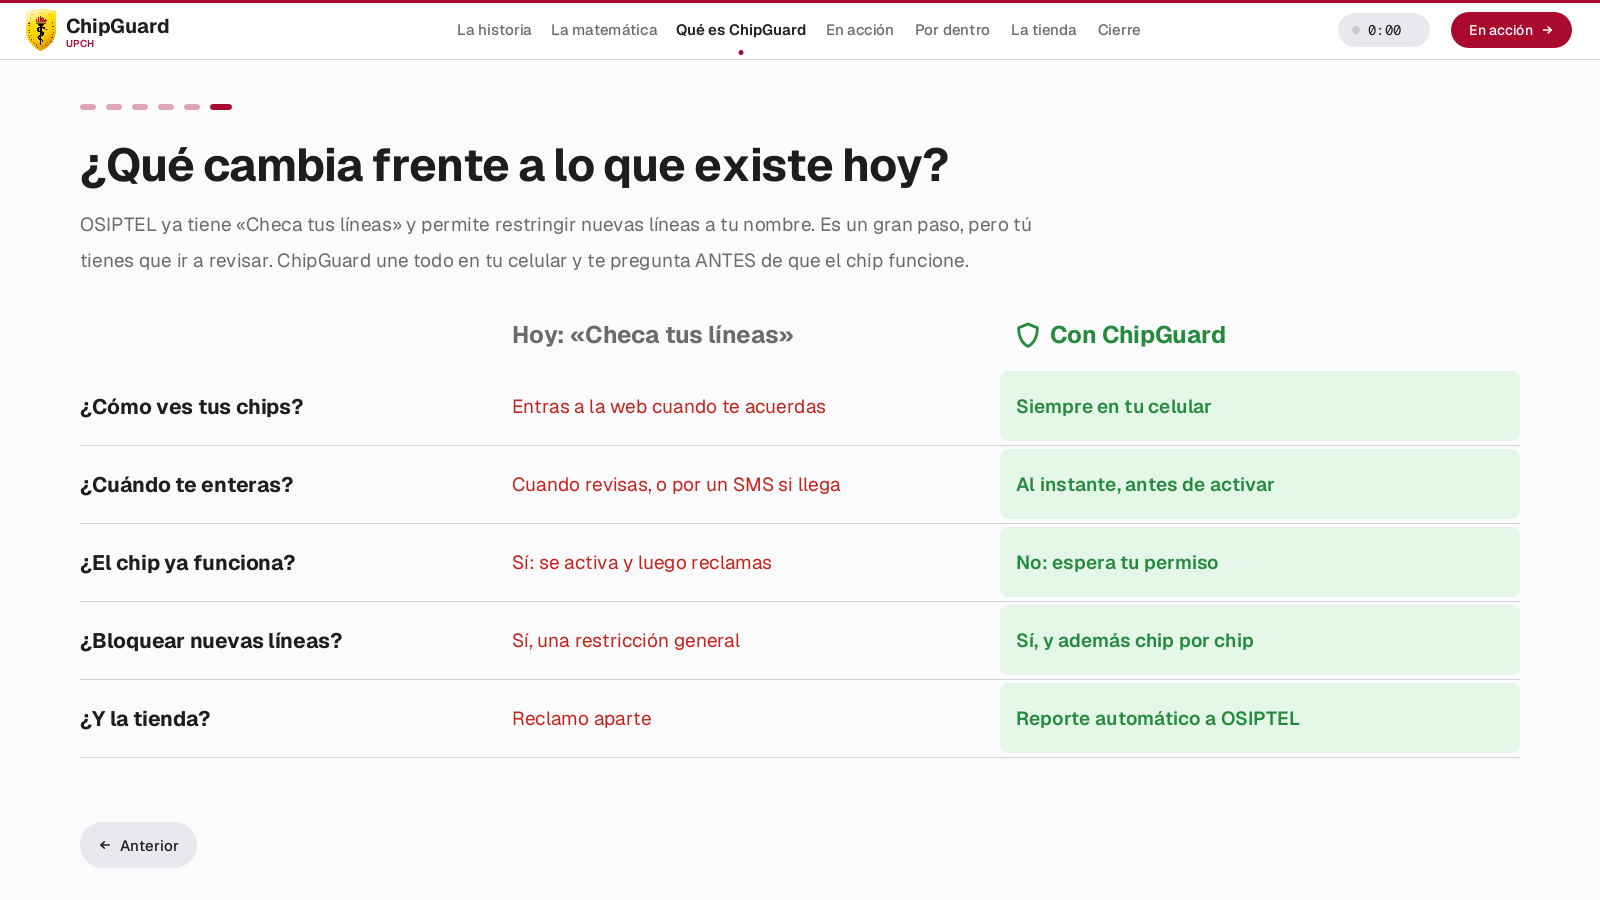 ChipGuard
UPCH
La historia
La matemática
Qué es ChipGuard
En acción
Por dentro
La tienda
Cierre
0:00
En acción →
¿Qué cambia frente a lo que existe hoy?
OSIPTEL ya tiene «Checa tus líneas» y permite restringir nuevas líneas a tu nombre. Es un gran paso, pero tú
tienes que ir a revisar. ChipGuard une todo en tu celular y te pregunta ANTES de que el chip funcione.
Hoy: «Checa tus líneas»
Con ChipGuard
¿Cómo ves tus chips?
Entras a la web cuando te acuerdas
Siempre en tu celular
¿Cuándo te enteras?
Cuando revisas, o por un SMS si llega
Al instante, antes de activar
¿El chip ya funciona?
Sí: se activa y luego reclamas
No: espera tu permiso
¿Bloquear nuevas líneas?
Sí, una restricción general
Sí, y además chip por chip
¿Y la tienda?
Reclamo aparte
Reporte automático a OSIPTEL
← Anterior